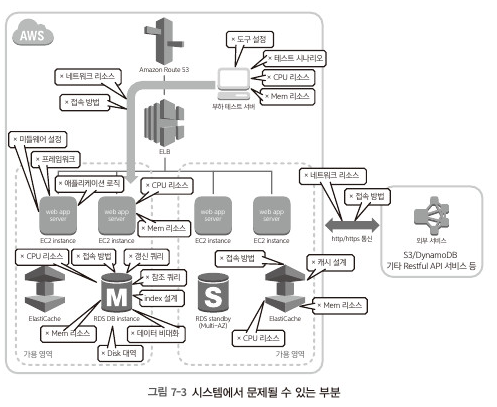 AWS
Amazon Route 53
× 도구 설정
× 테스트 시나리오
× CPU 리소스
× Mem 리소스
부하 테스트 서버
× 네트워크 리소스
× 접속 방법
ELB
× 미들웨어 설정
× 프레임워크
× 애플리케이션 로직
× CPU 리소스
× Mem 리소스
web app server
EC2 instance
web app server
EC2 instance
web app server
EC2 instance
web app server
EC2 instance
× 네트워크 리소스
× 접속 방법
http/https 통신
외부 서비스
S3/DynamoDB
기타 Restful API 서비스 등
× CPU 리소스
× 접속 방법
× 갱신 쿼리
× 참조 쿼리
× index 설계
× 데이터 비대화
× Disk 대역
× Mem 리소스
ElastiCache
M
RDS DB instance
S
RDS standby
(Multi-AZ)
× 접속 방법
× 캐시 설계
× Mem 리소스
× CPU 리소스
ElastiCache
가용 영역
가용 영역
그림 7-3 시스템에서 문제될 수 있는 부분